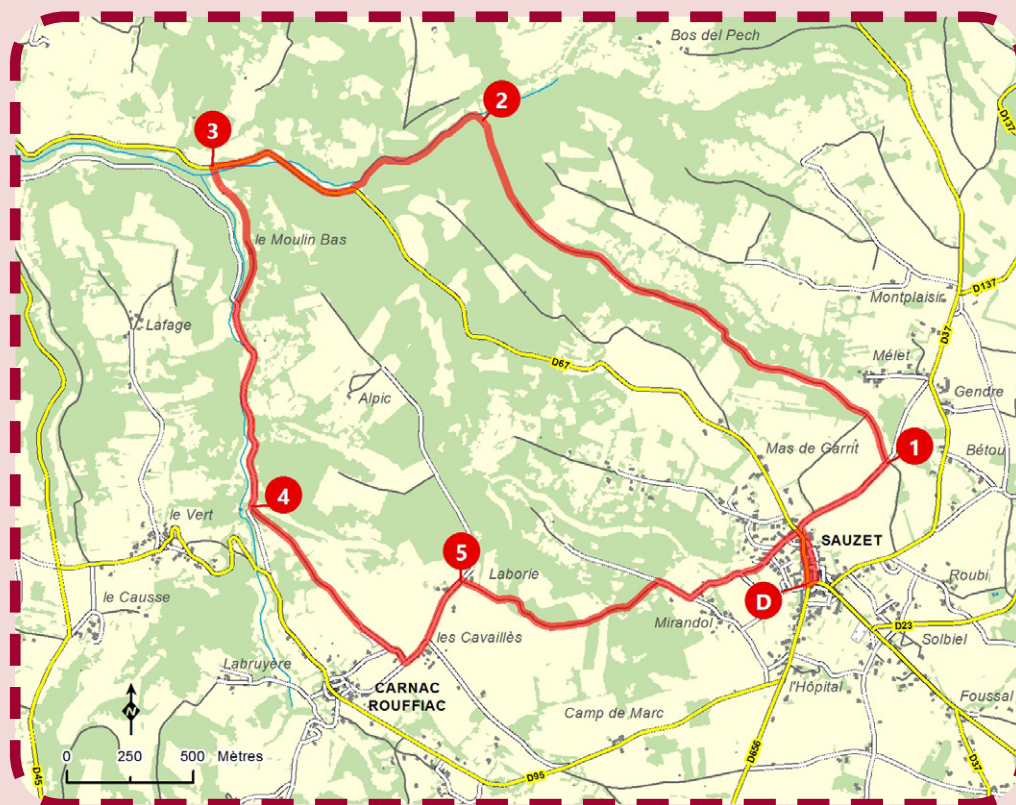 Bos del Pech
2
D137
3
le Moulin Bas
D137
Montplaisir
Lafage
D37
Mélet
D67
Gendre
Alpic
Mas de Garrit
1
Bétou
4
le Vert
SAUZET
5
Laborie
Roubi
D
le Causse
Mirandol
D23
Solbiel
les Cavaillès
Labruyère
CARNAC
ROUFFIAC
l'Hôpital
Foussal
Camp de Marc
N
0 250 500 Mètres
D45
D95
D656
D37